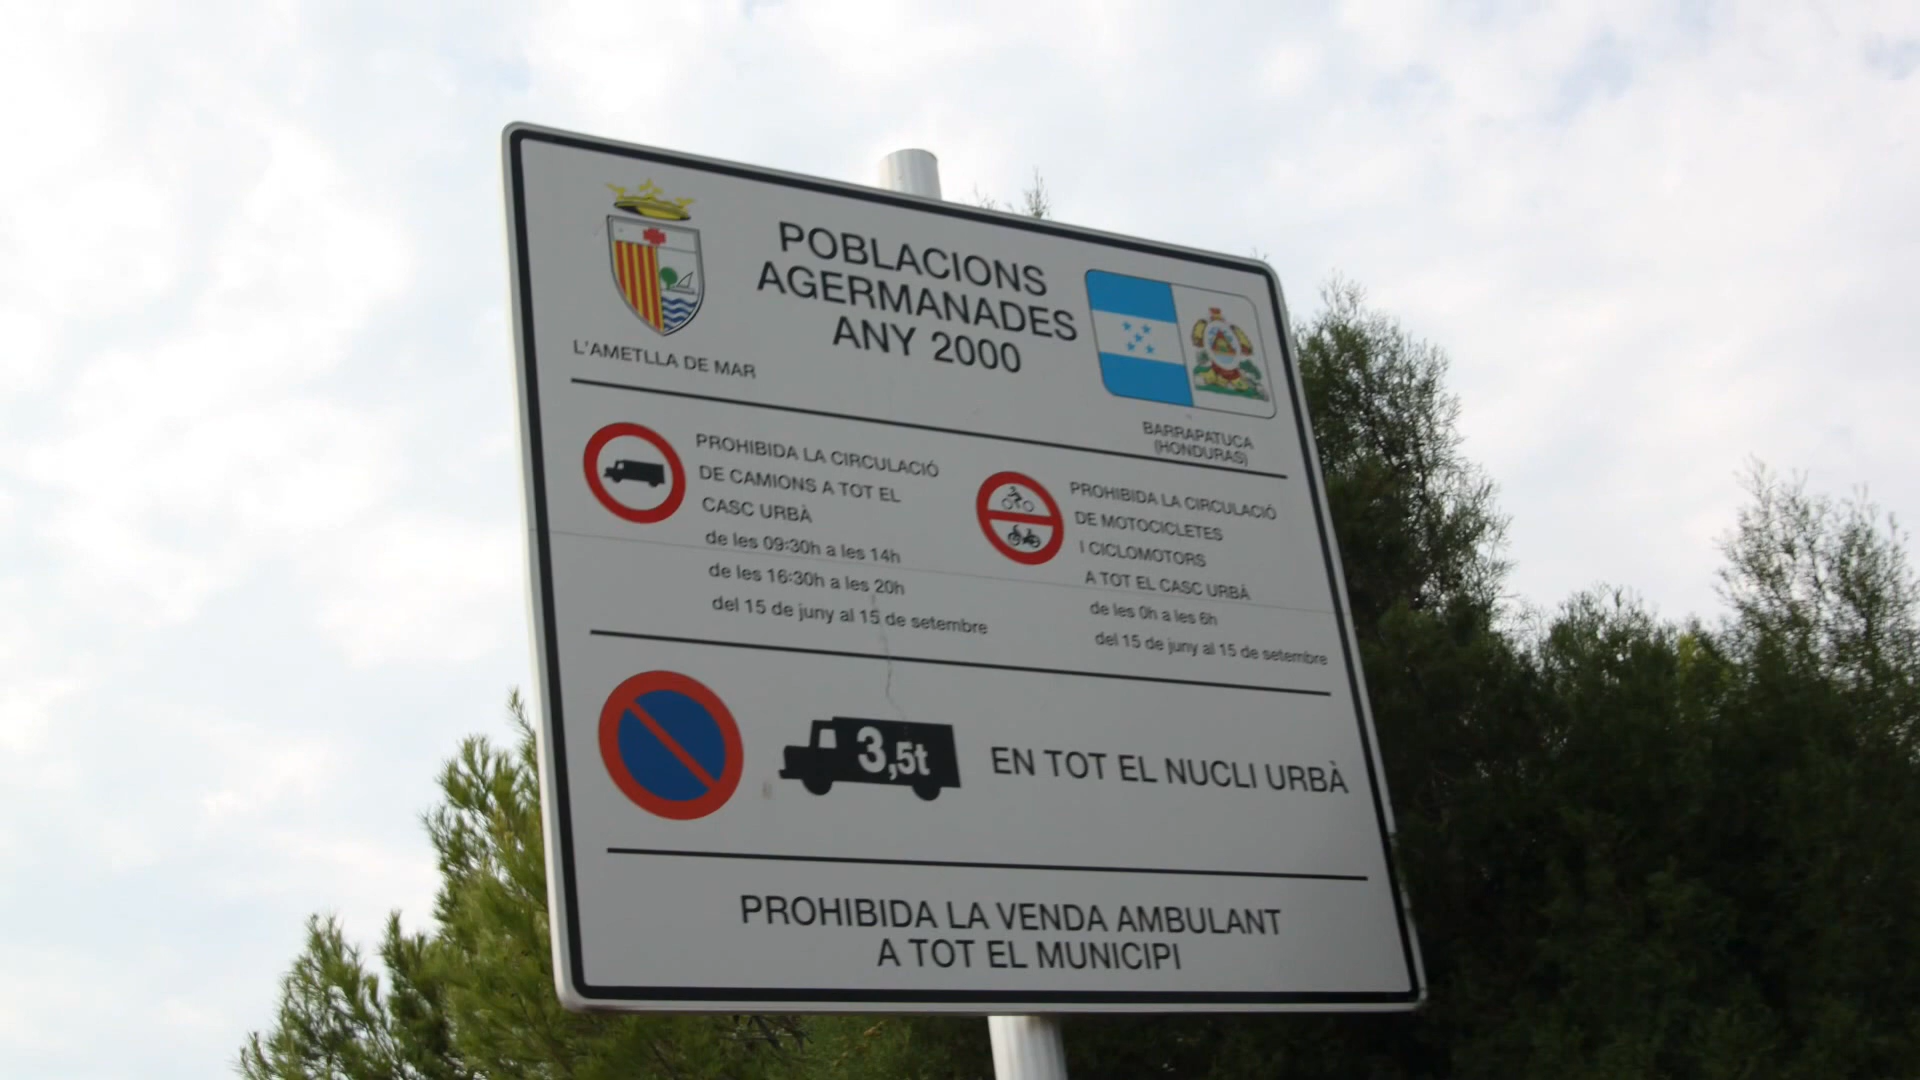 POBLACIONS
AGERMANADES
ANY 2000
L'AMETLLA DE MAR
BARRAPATUCA
(HONDURAS)
PROHIBIDA LA CIRCULACIÓ
DE CAMIONS A TOT EL
CASC URBÀ
de les 09:30h a les 14h
de les 16:30h a les 20h
del 15 de juny al 15 de setembre
PROHIBIDA LA CIRCULACIÓ
DE MOTOCICLETES
I CICLOMOTORS
A TOT EL CASC URBÀ
de les 0h a les 6h
del 15 de juny al 15 de setembre
3,5t
EN TOT EL NUCLI URBÀ
PROHIBIDA LA VENDA AMBULANT
A TOT EL MUNICIPI